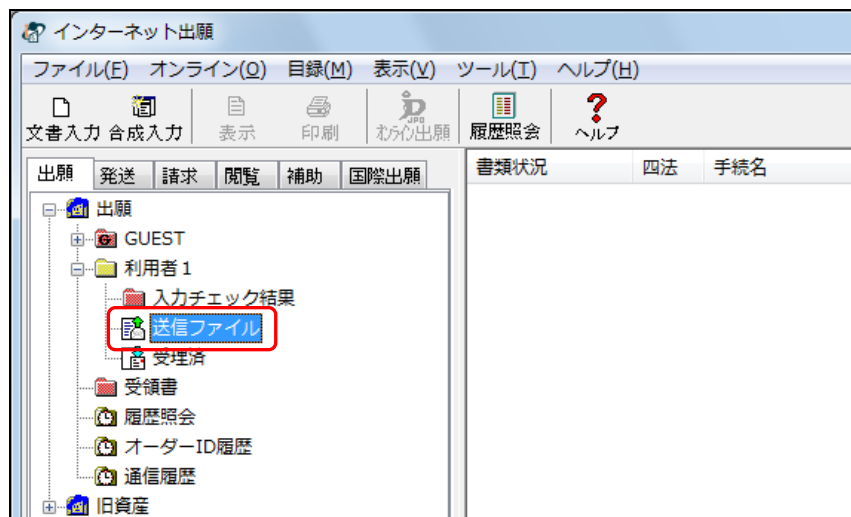 インターネット出願
ファイル(F) オンライン(O) 目録(M) 表示(V) ツール(T) ヘルプ(H)
文書入力 合成入力 表示 印刷 オンライン出願 履歴照会 ヘルプ
出願 発送 請求 閲覧 補助 国際出願
書類状況 四法 手続名
出願
GUEST
利用者1
入力チェック結果
送信ファイル
受理済
受領書
履歴照会
オーダーID履歴
通信履歴
旧資産